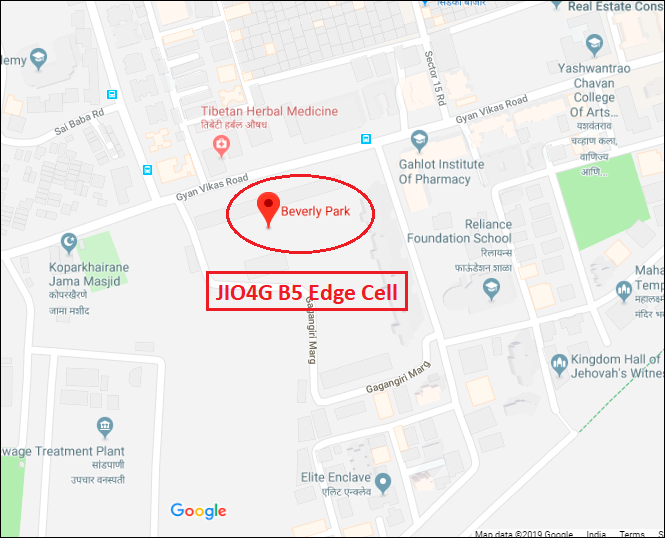 सिडको बाजार
Real Estate Cons
demy
Yashwantrao
Chavan
College
Of Arts...
यशवंतराव
चव्हाण कला,
वाणिज्य
आणि...
Sector 15 Rd
Gyan Vikas Road
Sai Baba Rd
Tibetan Herbal Medicine
तिबेटी हर्बल औषध
Gahlot Institute
Of Pharmacy
Gyan Vikas Road
Beverly Park
Reliance
Foundation School
रिलायन्स
फाऊंडेशन शाळा
Koparkhairane
Jama Masjid
कोपरखैरणे
जामा मशीद
JIO4G B5 Edge Cell
Maha
Temp
महालक्ष्म
मंदिर भव
Gagangiri Marg
Gagangiri Marg
Kingdom Hall of
Jehovah's Witne
wage Treatment Plant
सांडपाणी
उपचार वनस्पती
Elite Enclave
एलिट एन्क्लेव
Google
Map data ©2019 Google India Terms S